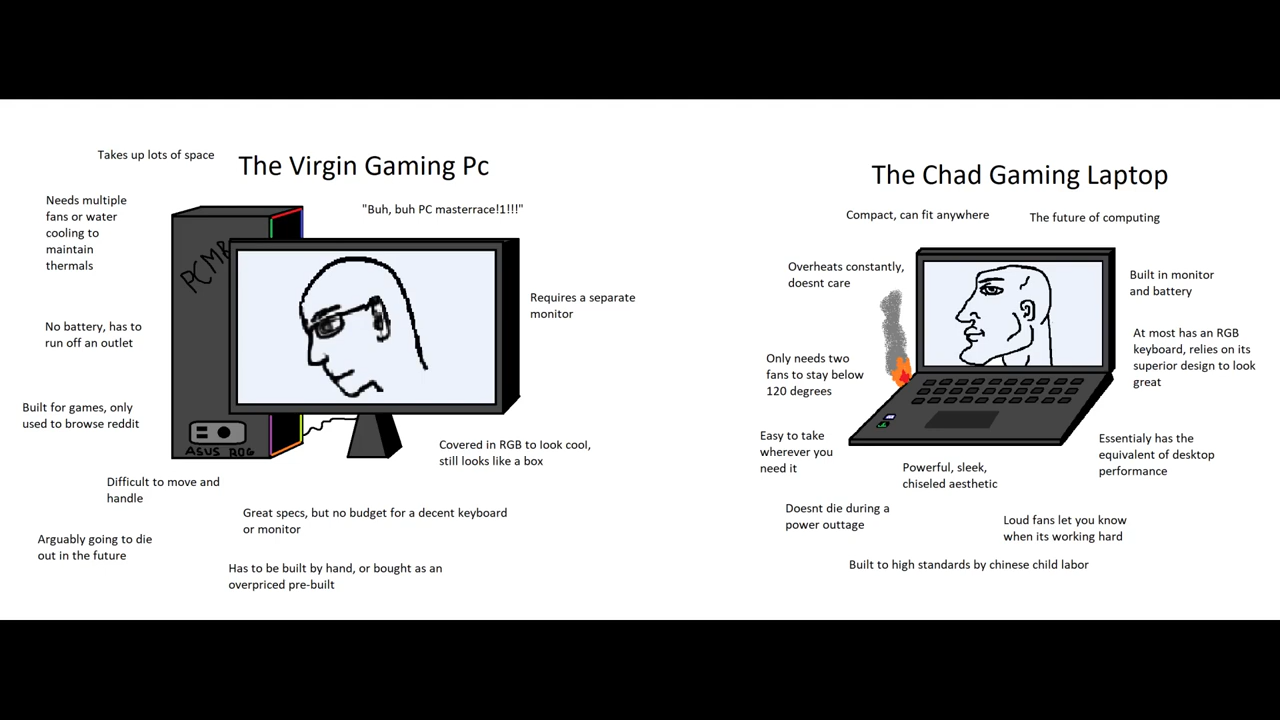 Takes up lots of space
The Virgin Gaming Pc
Needs multiple
fans or water
cooling to
maintain
thermals
"Buh, buh PC masterrace!1!!!"
PCMR
Requires a separate
monitor
No battery, has to
run off an outlet
Built for games, only
used to browse reddit
ASUS ROG
Covered in RGB to look cool,
still looks like a box
Difficult to move and
handle
Great specs, but no budget for a decent keyboard
or monitor
Arguably going to die
out in the future
Has to be built by hand, or bought as an
overpriced pre-built
The Chad Gaming Laptop
Compact, can fit anywhere
The future of computing
Overheats constantly,
doesnt care
Built in monitor
and battery
At most has an RGB
keyboard, relies on its
superior design to look
great
Only needs two
fans to stay below
120 degrees
Easy to take
wherever you
need it
Essentialy has the
equivalent of desktop
performance
Powerful, sleek,
chiseled aesthetic
Doesnt die during a
power outtage
Loud fans let you know
when its working hard
Built to high standards by chinese child labor